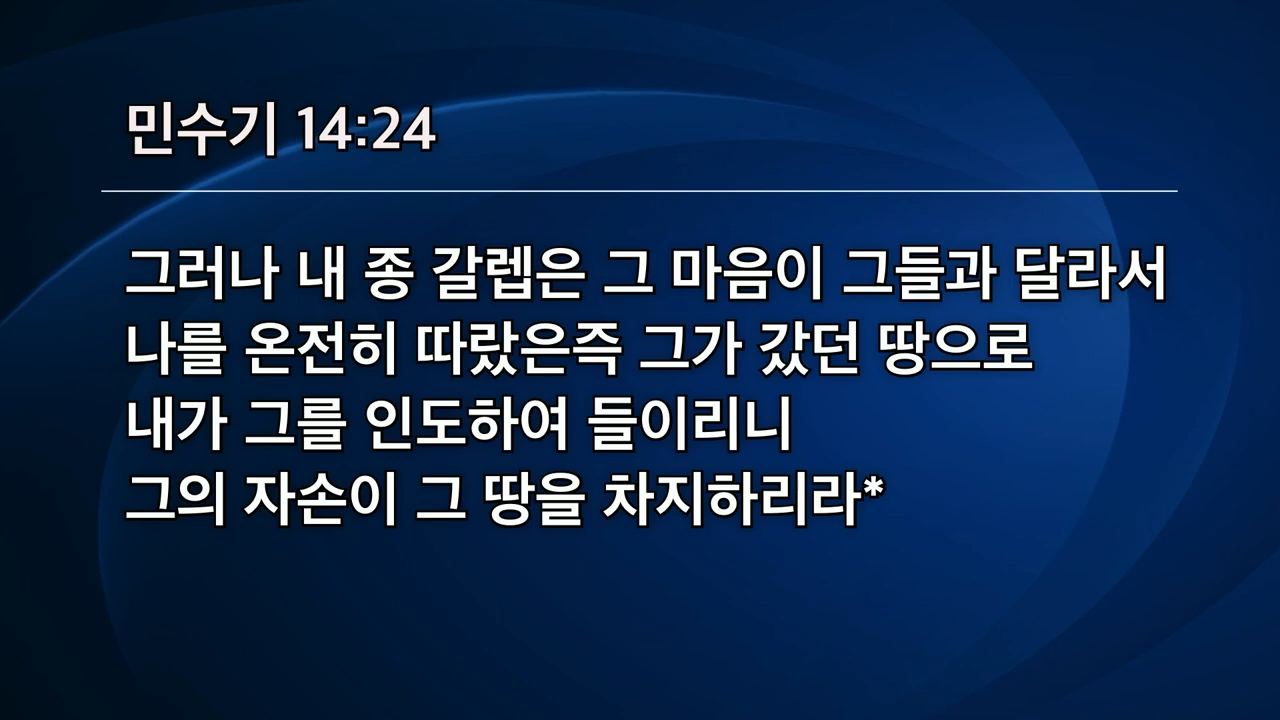 민수기 14:24
그러나 내 종 갈렙은 그 마음이 그들과 달라서
나를 온전히 따랐은즉 그가 갔던 땅으로
내가 그를 인도하여 들이리니
그의 자손이 그 땅을 차지하리라*